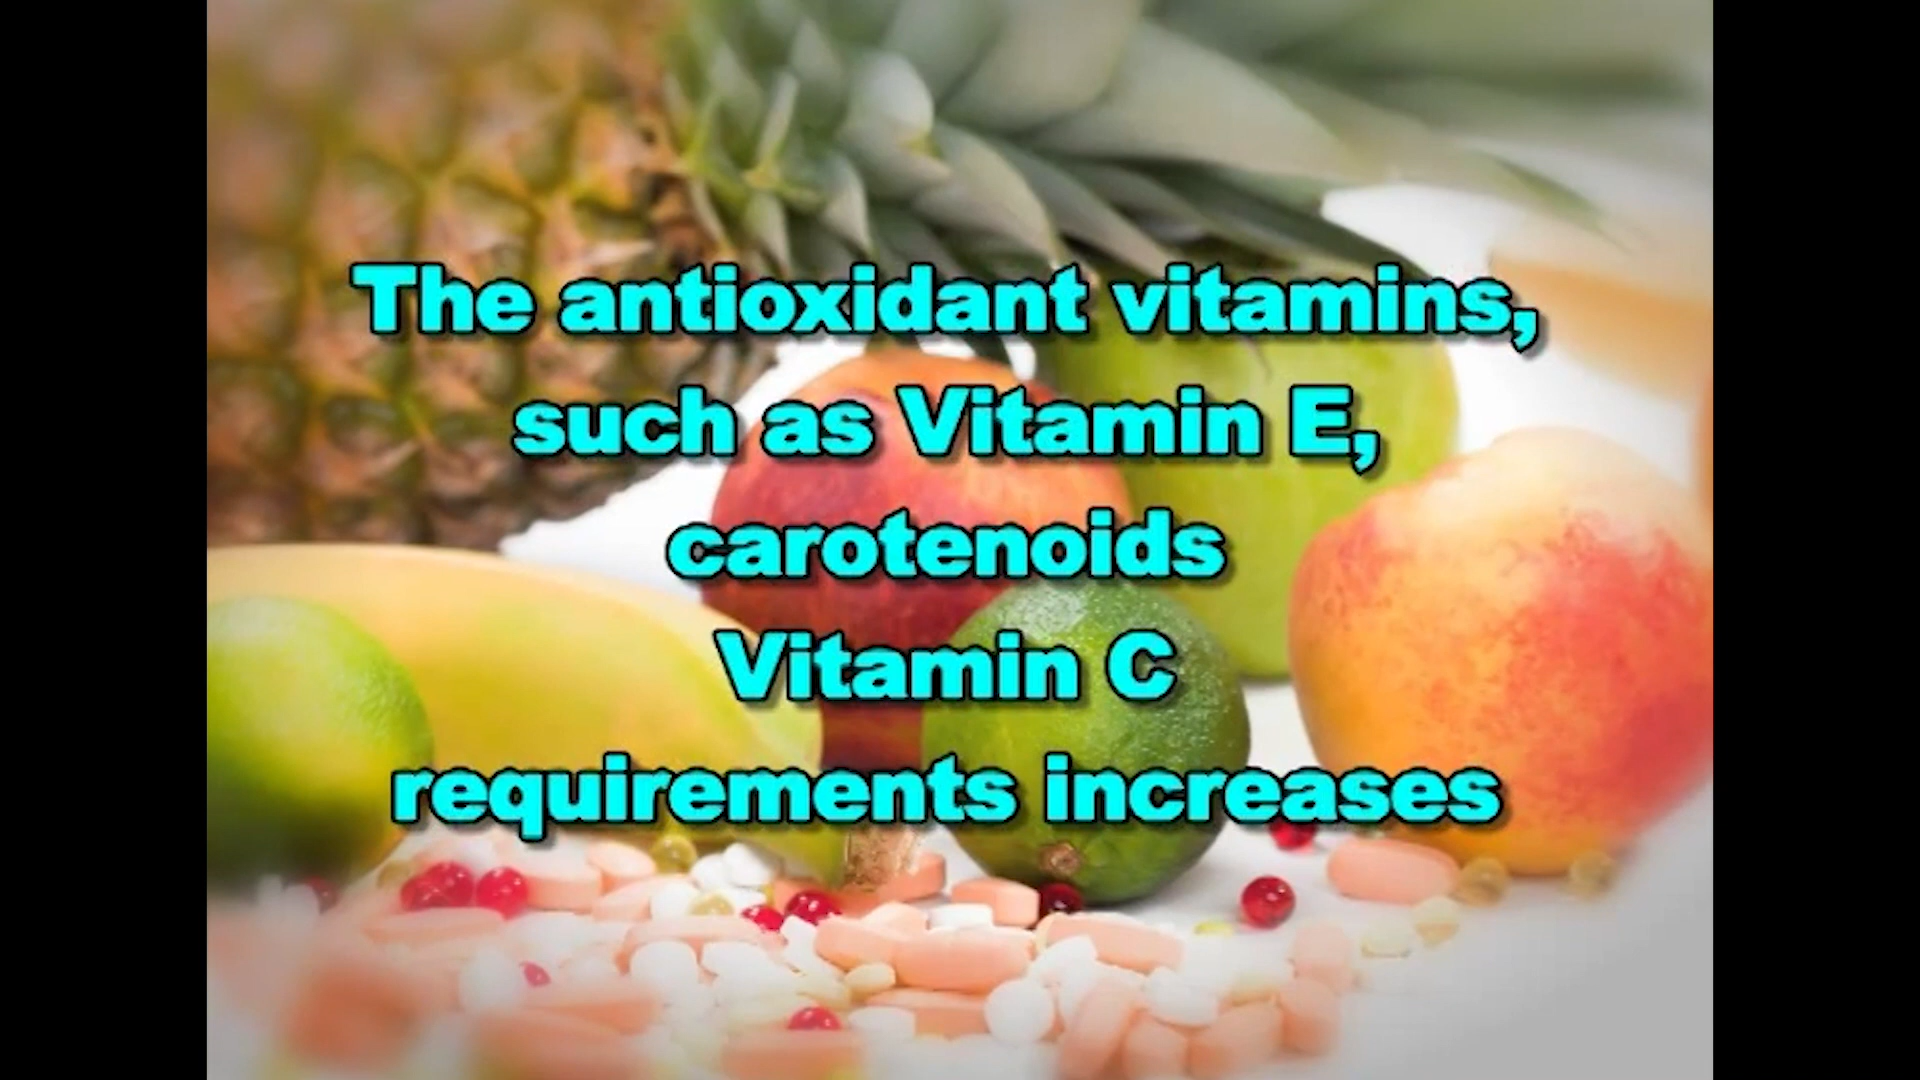 The antioxidant vitamins,
such as Vitamin E,
carotenoids
Vitamin C
requirements increases